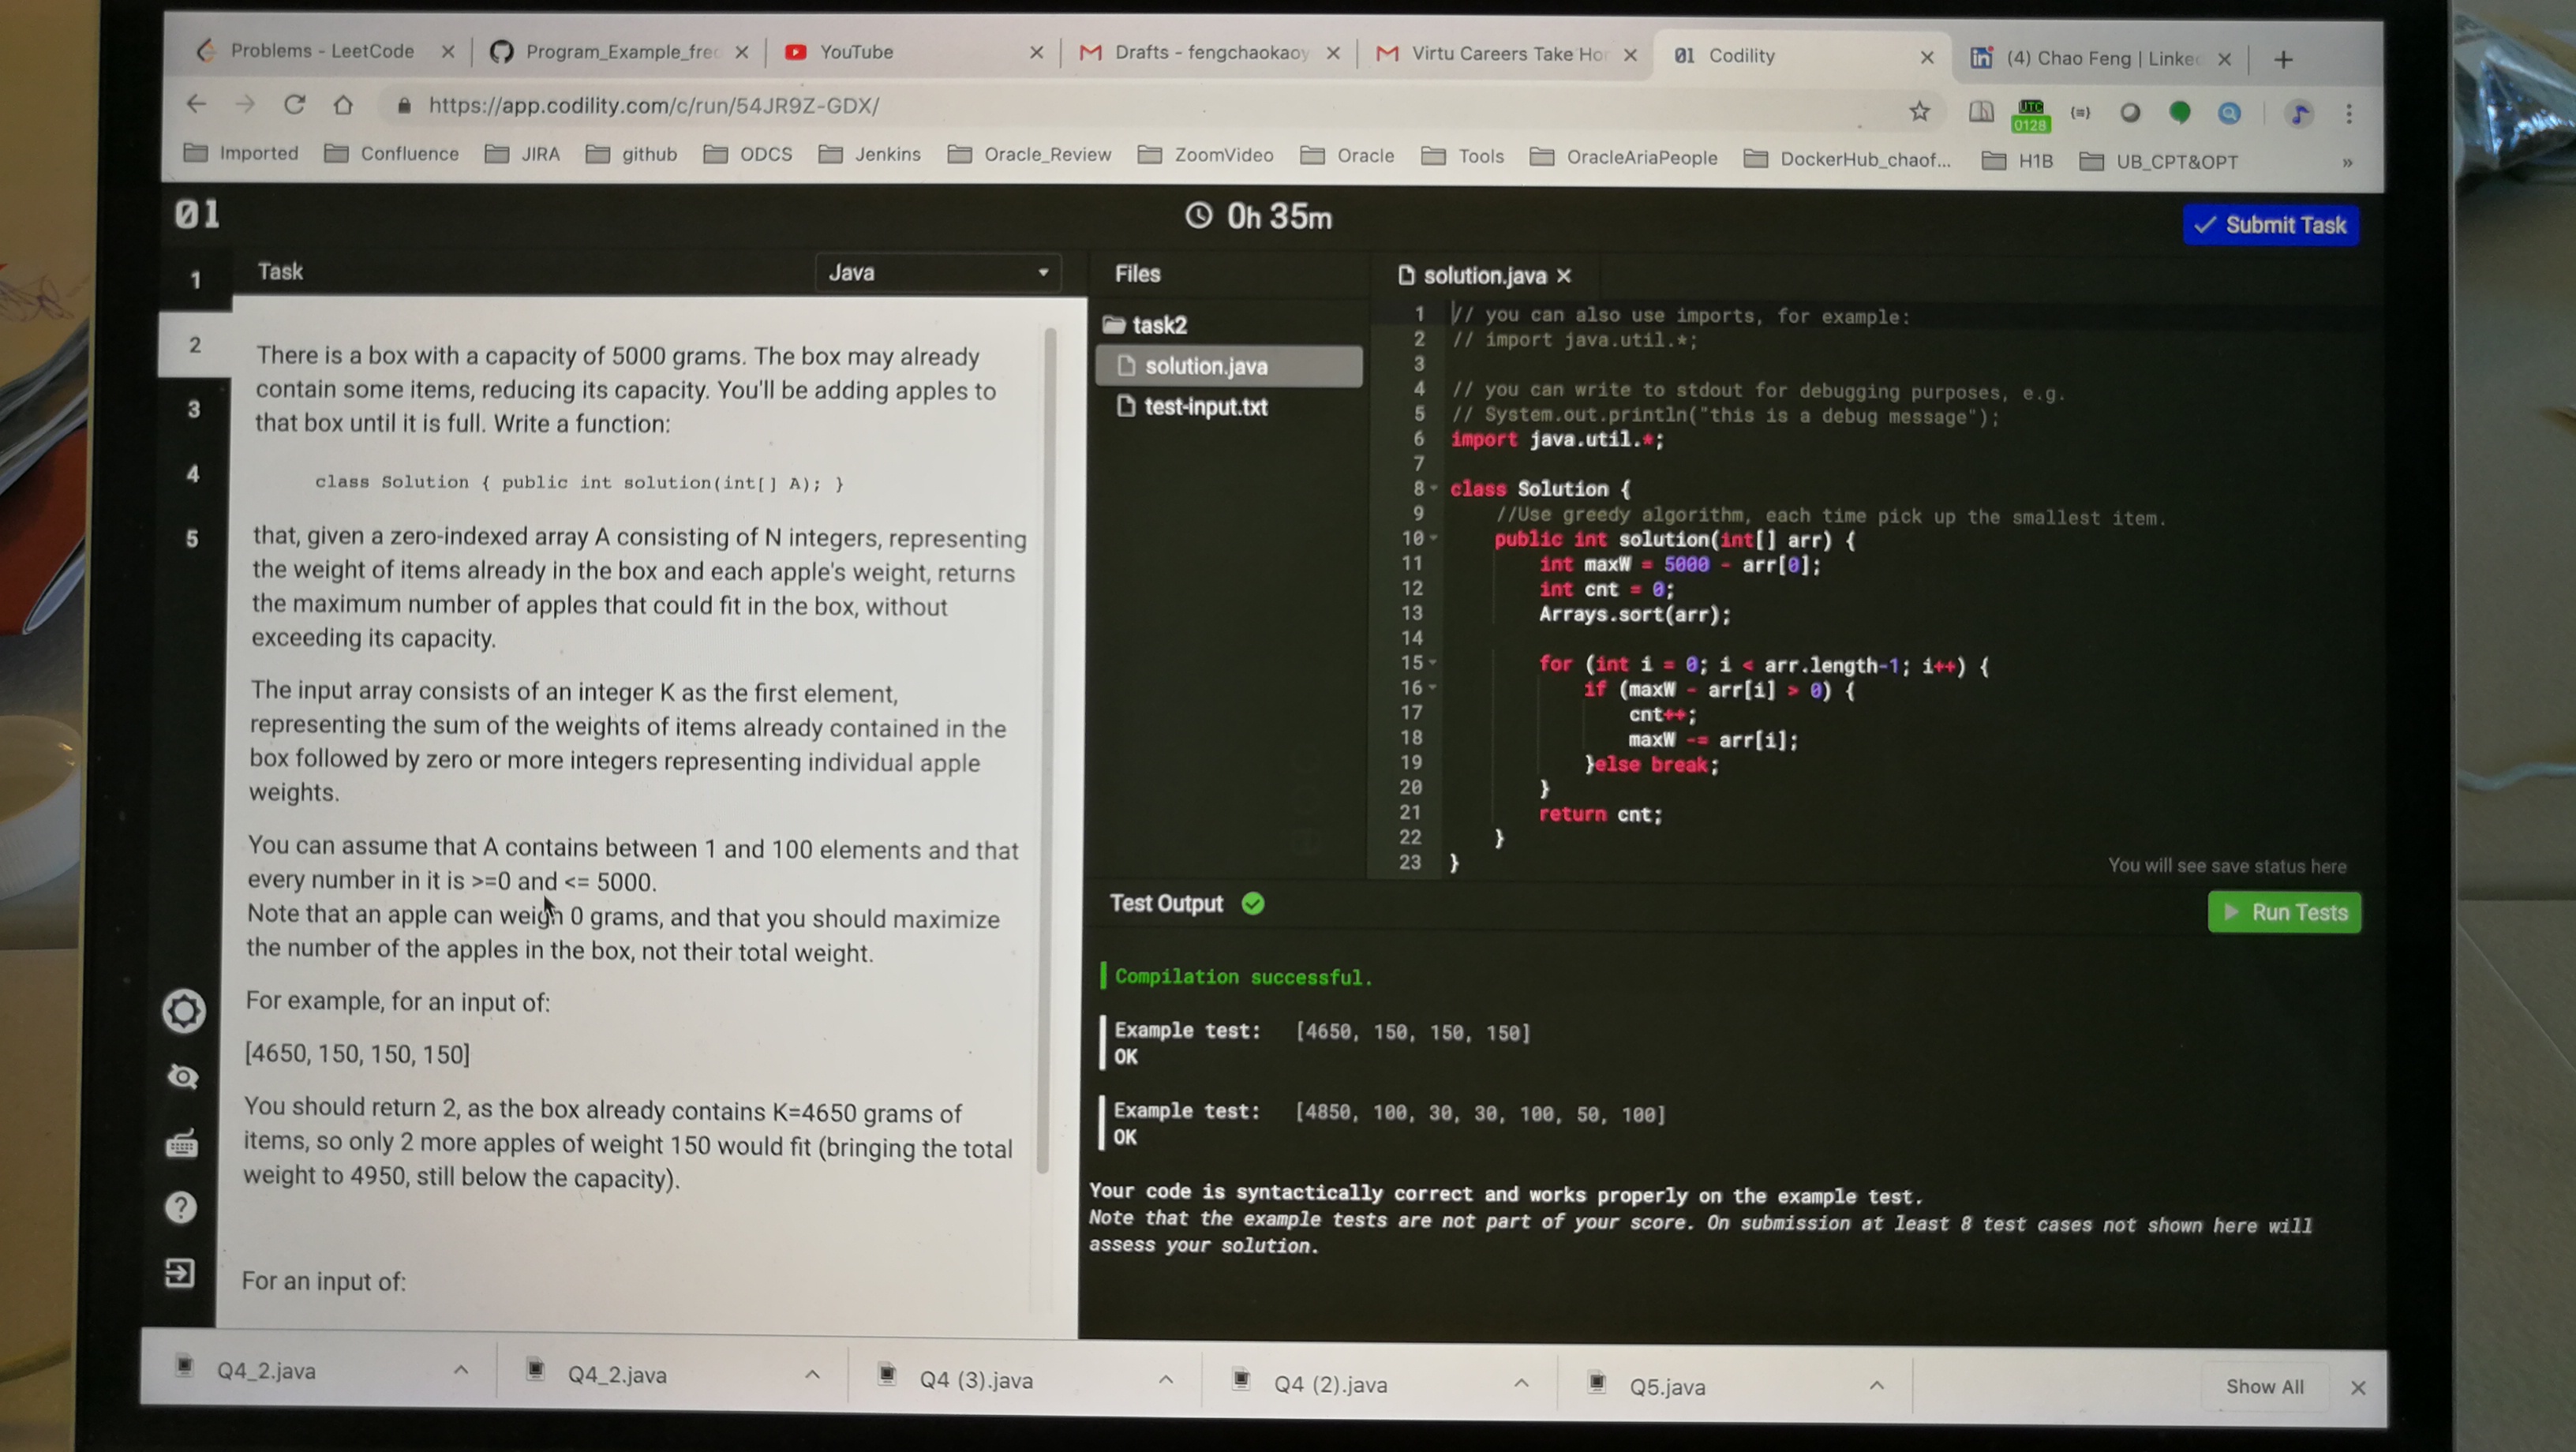 Problems - LeetCode
Program_Example_fre
YouTube
Drafts - fengchaokaoy
Virtu Careers Take Ho
01 Codility
(4) Chao Feng | Linke
https://app.codility.com/c/run/54JR9Z-GDX/
UTC
0128
Imported
Confluence
JIRA
github
ODCS
Jenkins
Oracle_Review
ZoomVideo
Oracle
Tools
OracleAriaPeople
DockerHub_chaof...
H1B
UB_CPT&OPT
»
01
0h 35m
Submit Task
1
2
3
4
5
Task
Java
There is a box with a capacity of 5000 grams. The box may already
contain some items, reducing its capacity. You'll be adding apples to
that box until it is full. Write a function:
class Solution { public int solution(int[] A); }
that, given a zero-indexed array A consisting of N integers, representing
the weight of items already in the box and each apple's weight, returns
the maximum number of apples that could fit in the box, without
exceeding its capacity.
The input array consists of an integer K as the first element,
representing the sum of the weights of items already contained in the
box followed by zero or more integers representing individual apple
weights.
You can assume that A contains between 1 and 100 elements and that
every number in it is >=0 and <= 5000.
Note that an apple can weigh 0 grams, and that you should maximize
the number of the apples in the box, not their total weight.
For example, for an input of:
[4650, 150, 150, 150]
You should return 2, as the box already contains K=4650 grams of
items, so only 2 more apples of weight 150 would fit (bringing the total
weight to 4950, still below the capacity).
For an input of:
Files
task2
solution.java
test-input.txt
solution.java
1 // you can also use imports, for example:
2 // import java.util.*;
3
4 // you can write to stdout for debugging purposes, e.g.
5 // System.out.println("this is a debug message");
6 import java.util.*;
7
8 class Solution {
9 //Use greedy algorithm, each time pick up the smallest item.
10 public int solution(int[] arr) {
11 int maxW = 5000 - arr[0];
12 int cnt = 0;
13 Arrays.sort(arr);
14
15 for (int i = 0; i < arr.length-1; i++) {
16 if (maxW - arr[i] > 0) {
17 cnt++;
18 maxW -= arr[i];
19 }else break;
20 }
21 return cnt;
22 }
23 }
You will see save status here
Test Output
Run Tests
Compilation successful.
Example test: [4650, 150, 150, 150]
OK
Example test: [4850, 100, 30, 30, 100, 50, 100]
OK
Your code is syntactically correct and works properly on the example test.
Note that the example tests are not part of your score. On submission at least 8 test cases not shown here will
assess your solution.
Q4_2.java
Q4_2.java
Q4 (3).java
Q4 (2).java
Q5.java
Show All